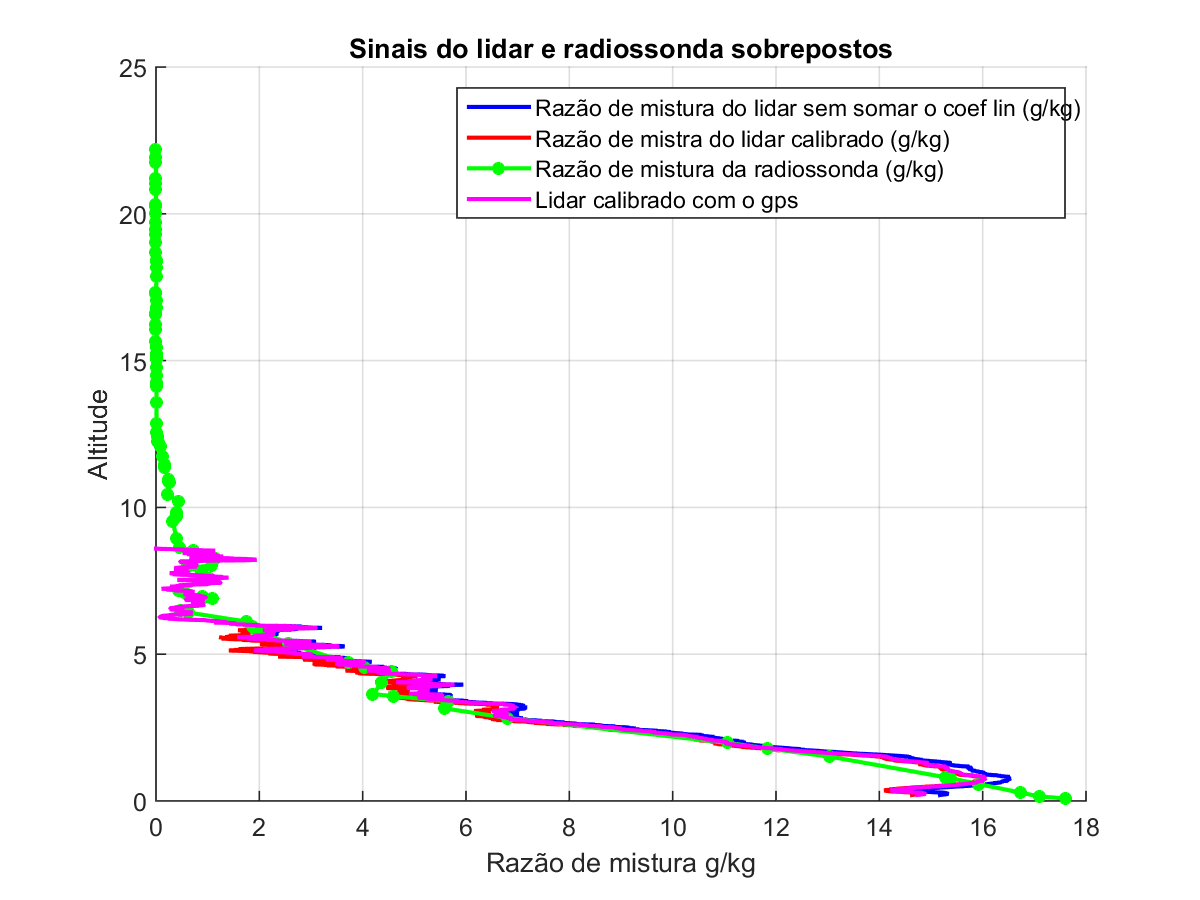 Sinais do lidar e radiossonda sobrepostos
25
20
15
10
5
0
Altitude
Razão de mistura do lidar sem somar o coef lin (g/kg)
Razão de mistra do lidar calibrado (g/kg)
Razão de mistura da radiossonda (g/kg)
Lidar calibrado com o gps
0 2 4 6 8 10 12 14 16 18
Razão de mistura g/kg